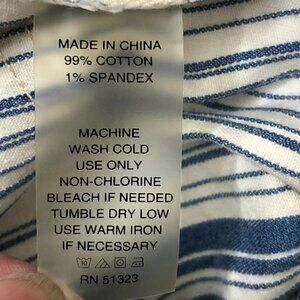 MADE IN CHINA
99% COTTON
1% SPANDEX
MACHINE
WASH COLD
USE ONLY
NON-CHLORINE
BLEACH IF NEEDED
TUMBLE DRY LOW
USE WARM IRON
IF NECESSARY
RN 51323